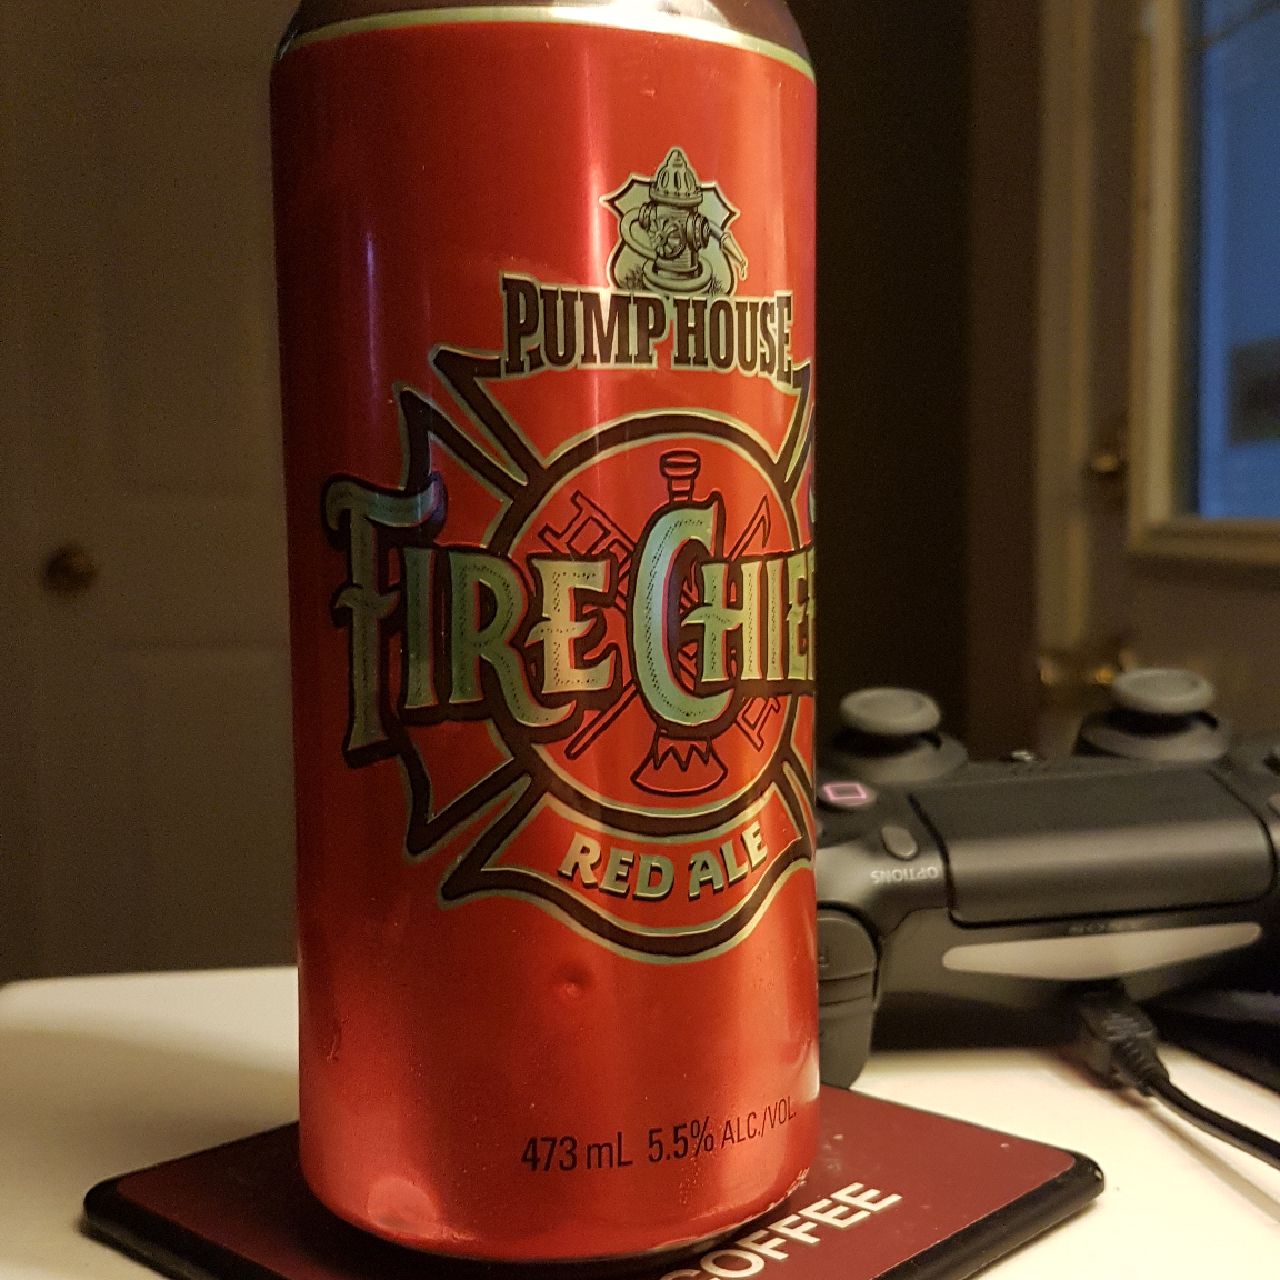 PUMP HOUSE
FIRE CHIEF
RED ALE
473 mL 5.5% ALC./VOL.
OPTIONS
COFFEE